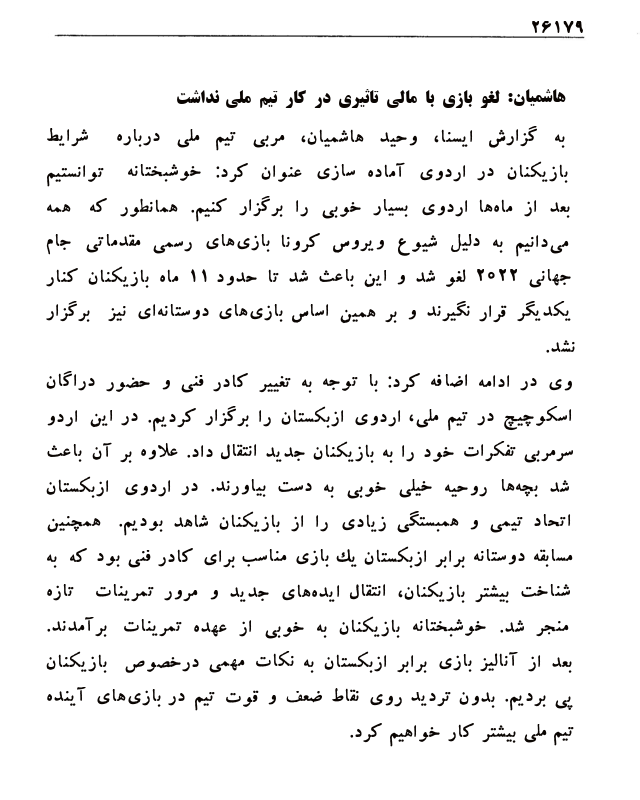 ۲۶۱۷۹
هاشمیان: لغو بازی با مالی تاثیری در کار تیم ملی نداشت
به گزارش ایسنا، وحید هاشمیان، مربی تیم ملی درباره شرایط
بازیکنان در اردوی آماده سازی عنوان کرد: خوشبختانه توانستیم
بعد از ماه‌ها اردوی بسیار خوبی را برگزار کنیم. همانطور که همه
می‌دانیم به دلیل شیوع ویروس کرونا بازی‌های رسمی مقدماتی جام
جهانی ۲۰۲۲ لغو شد و این باعث شد تا حدود ۱۱ ماه بازیکنان کنار
یکدیگر قرار نگیرند و بر همین اساس بازی‌های دوستانه‌ای نیز برگزار
نشد.
وی در ادامه اضافه کرد: با توجه به تغییر کادر فنی و حضور دراگان
اسکوچیچ در تیم ملی، اردوی ازبکستان را برگزار کردیم. در این اردو
سرمربی تفکرات خود را به بازیکنان جدید انتقال داد. علاوه بر آن باعث
شد بچه‌ها روحیه خیلی خوبی به دست بیاورند. در اردوی ازبکستان
اتحاد تیمی و همبستگی زیادی را از بازیکنان شاهد بودیم. همچنین
مسابقه دوستانه برابر ازبکستان یك بازی مناسب برای کادر فنی بود که به
شناخت بیشتر بازیکنان، انتقال ایده‌های جدید و مرور تمرینات تازه
منجر شد. خوشبختانه بازیکنان به خوبی از عهده تمرینات برآمدند.
بعد از آنالیز بازی برابر ازبکستان به نکات مهمی درخصوص بازیکنان
پی بردیم. بدون تردید روی نقاط ضعف و قوت تیم در بازی‌های آینده
تیم ملی بیشتر کار خواهیم کرد.